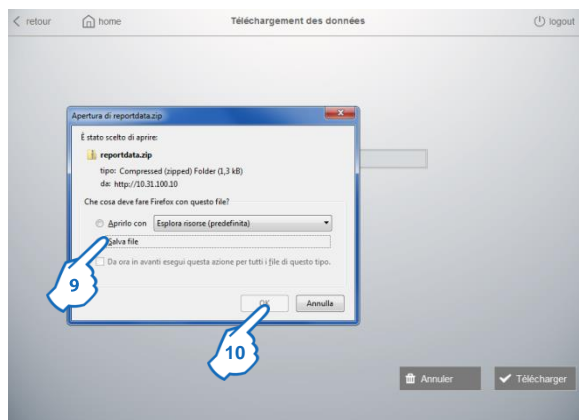 retour
home
Téléchargement des données
logout
Apertura di reportdata.zip
È stato scelto di aprire:
reportdata.zip
tipo: Compressed (zipped) Folder (1,3 kB)
da: http://10.31.100.10
Che cosa deve fare Firefox con questo file?
Aprirlo con Esplora risorse (predefinita)
Salva file
Da ora in avanti esegui questa azione per tutti i file di questo tipo.
9
OK
Annulla
10
Annuler
Télécharger